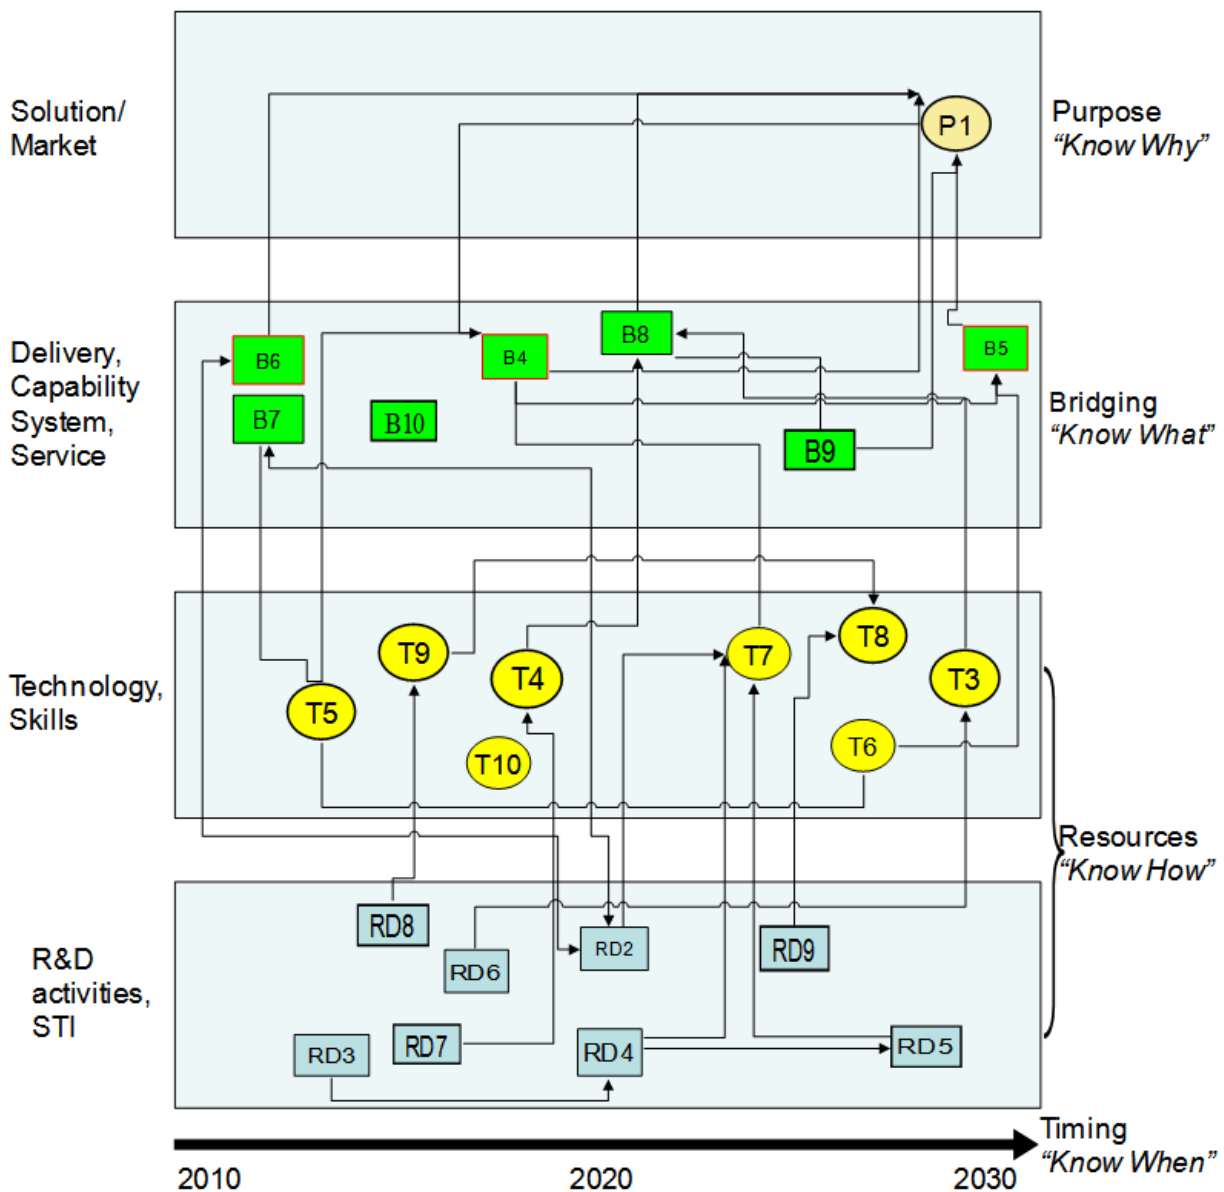 Solution/
Market
P1
Purpose
“Know Why”
Delivery,
Capability
System,
Service
B6
B7
B10
B4
B8
B9
B5
Bridging
“Know What”
Technology,
Skills
T5
T9
T4
T10
T7
T8
T6
T3
Resources
“Know How”
R&D
activities,
STI
RD8
RD6
RD2
RD9
RD3
RD7
RD4
RD5
Timing
“Know When”
2010
2020
2030